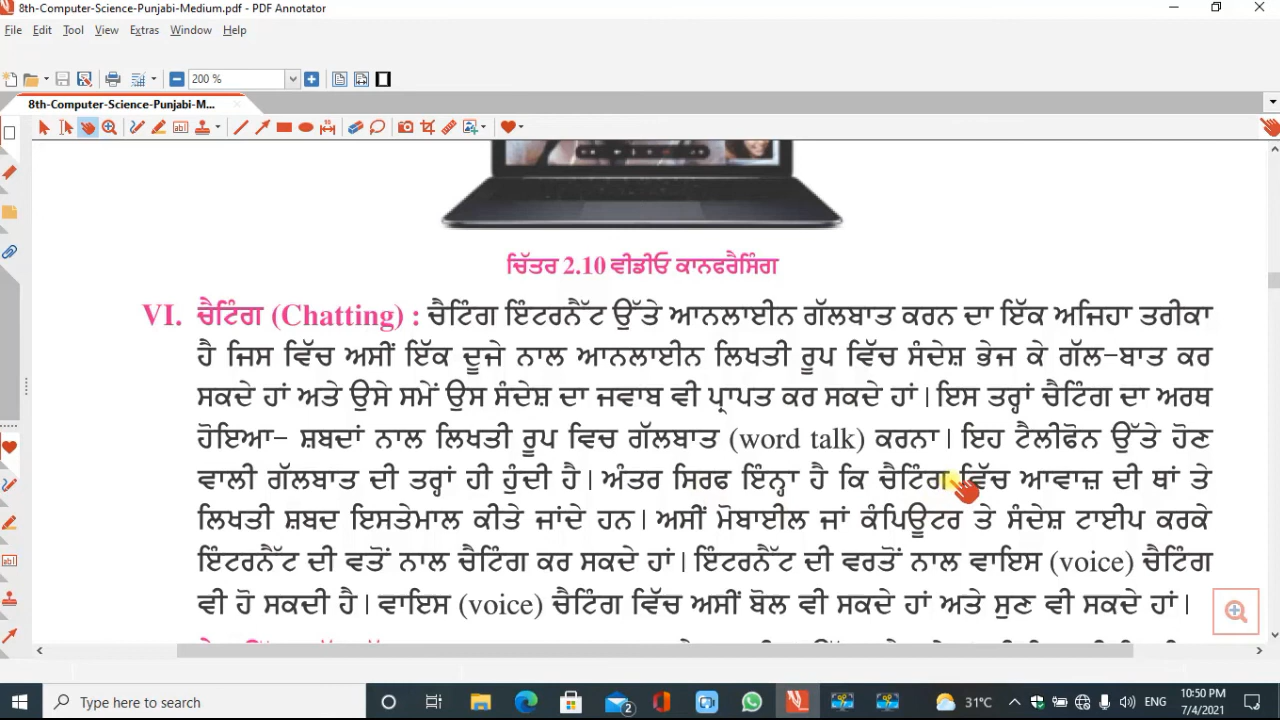 8th-Computer-Science-Punjabi-Medium.pdf - PDF Annotator
File Edit Tool View Extras Window Help
200 %
8th-Computer-Science-Punjabi-M...
ਚਿੱਤਰ 2.10 ਵੀਡੀਓ ਕਾਨਫਰੈਸਿੰਗ
VI. ਚੈਟਿੰਗ (Chatting) : ਚੈਟਿੰਗ ਇੰਟਰਨੈੱਟ ਉੱਤੇ ਆਨਲਾਈਨ ਗੱਲਬਾਤ ਕਰਨ ਦਾ ਇੱਕ ਅਜਿਹਾ ਤਰੀਕਾ
ਹੈ ਜਿਸ ਵਿੱਚ ਅਸੀਂ ਇੱਕ ਦੂਜੇ ਨਾਲ ਆਨਲਾਈਨ ਲਿਖਤੀ ਰੂਪ ਵਿੱਚ ਸੰਦੇਸ਼ ਭੇਜ ਕੇ ਗੱਲ-ਬਾਤ ਕਰ
ਸਕਦੇ ਹਾਂ ਅਤੇ ਉਸੇ ਸਮੇਂ ਉਸ ਸੰਦੇਸ਼ ਦਾ ਜਵਾਬ ਵੀ ਪ੍ਰਾਪਤ ਕਰ ਸਕਦੇ ਹਾਂ। ਇਸ ਤਰ੍ਹਾਂ ਚੈਟਿੰਗ ਦਾ ਅਰਥ
ਹੋਇਆ- ਸ਼ਬਦਾਂ ਨਾਲ ਲਿਖਤੀ ਰੂਪ ਵਿਚ ਗੱਲਬਾਤ (word talk) ਕਰਨਾ। ਇਹ ਟੈਲੀਫੋਨ ਉੱਤੇ ਹੋਣ
ਵਾਲੀ ਗੱਲਬਾਤ ਦੀ ਤਰ੍ਹਾਂ ਹੀ ਹੁੰਦੀ ਹੈ। ਅੰਤਰ ਸਿਰਫ ਇੰਨ੍ਹਾ ਹੈ ਕਿ ਚੈਟਿੰਗ ਵਿੱਚ ਆਵਾਜ਼ ਦੀ ਥਾਂ ਤੇ
ਲਿਖਤੀ ਸ਼ਬਦ ਇਸਤੇਮਾਲ ਕੀਤੇ ਜਾਂਦੇ ਹਨ। ਅਸੀਂ ਮੋਬਾਈਲ ਜਾਂ ਕੰਪਿਊਟਰ ਤੇ ਸੰਦੇਸ਼ ਟਾਈਪ ਕਰਕੇ
ਇੰਟਰਨੈੱਟ ਦੀ ਵਤੋਂ ਨਾਲ ਚੈਟਿੰਗ ਕਰ ਸਕਦੇ ਹਾਂ। ਇੰਟਰਨੈੱਟ ਦੀ ਵਰਤੋਂ ਨਾਲ ਵਾਇਸ (voice) ਚੈਟਿੰਗ
ਵੀ ਹੋ ਸਕਦੀ ਹੈ। ਵਾਇਸ (voice) ਚੈਟਿੰਗ ਵਿੱਚ ਅਸੀਂ ਬੋਲ ਵੀ ਸਕਦੇ ਹਾਂ ਅਤੇ ਸੁਣ ਵੀ ਸਕਦੇ ਹਾਂ।
Type here to search
2
31°C
ENG
10:50 PM
7/4/2021